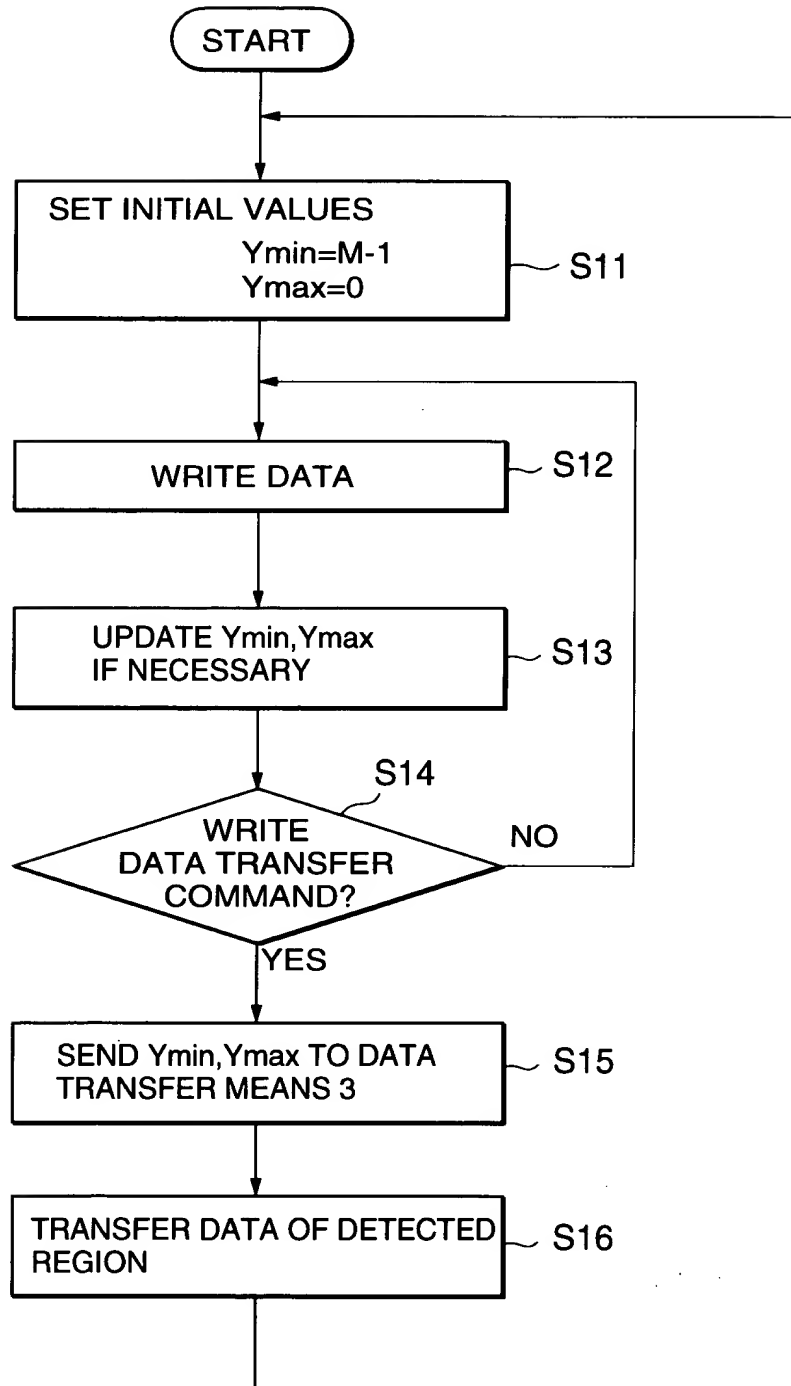 START
SET INITIAL VALUES
Ymin=M-1
Ymax=0
S11
WRITE DATA
S12
UPDATE Ymin,Ymax
IF NECESSARY
S13
S14
WRITE
DATA TRANSFER
COMMAND?
NO
YES
SEND Ymin,Ymax TO DATA
TRANSFER MEANS 3
S15
TRANSFER DATA OF DETECTED
REGION
S16